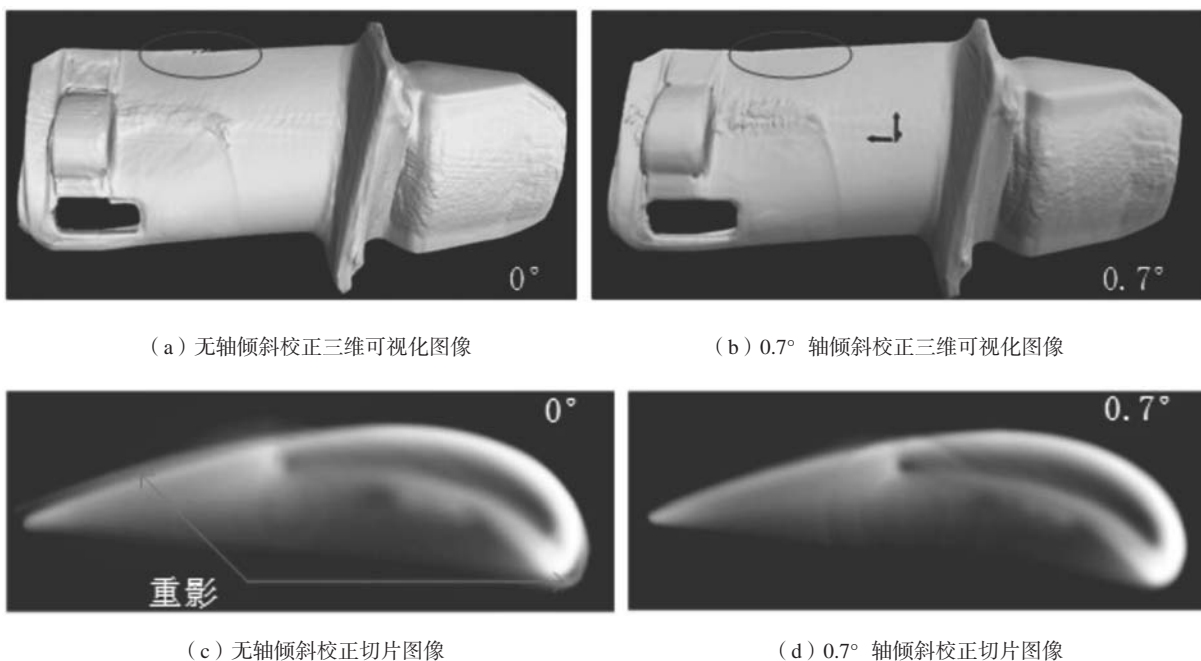 0°
0.7°
（a）无轴倾斜校正三维可视化图像
（b）0.7° 轴倾斜校正三维可视化图像
0°
0.7°
重影
（c）无轴倾斜校正切片图像
（d）0.7° 轴倾斜校正切片图像